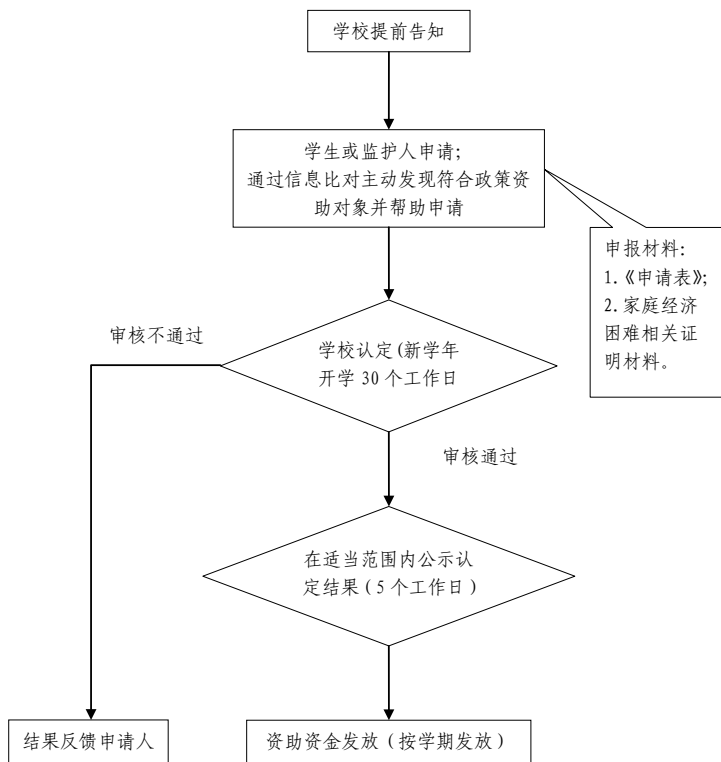 学校提前告知
学生或监护人申请;
通过信息比对主动发现符合政策资
助对象并帮助申请
申报材料:
1.《申请表》;
2. 家庭经济
困难相关证
明材料。
审核不通过
学校认定(新学年
开学 30 个工作日
审核通过
在适当范围内公示认
定结果（5 个工作日）
结果反馈申请人
资助资金发放（按学期发放）